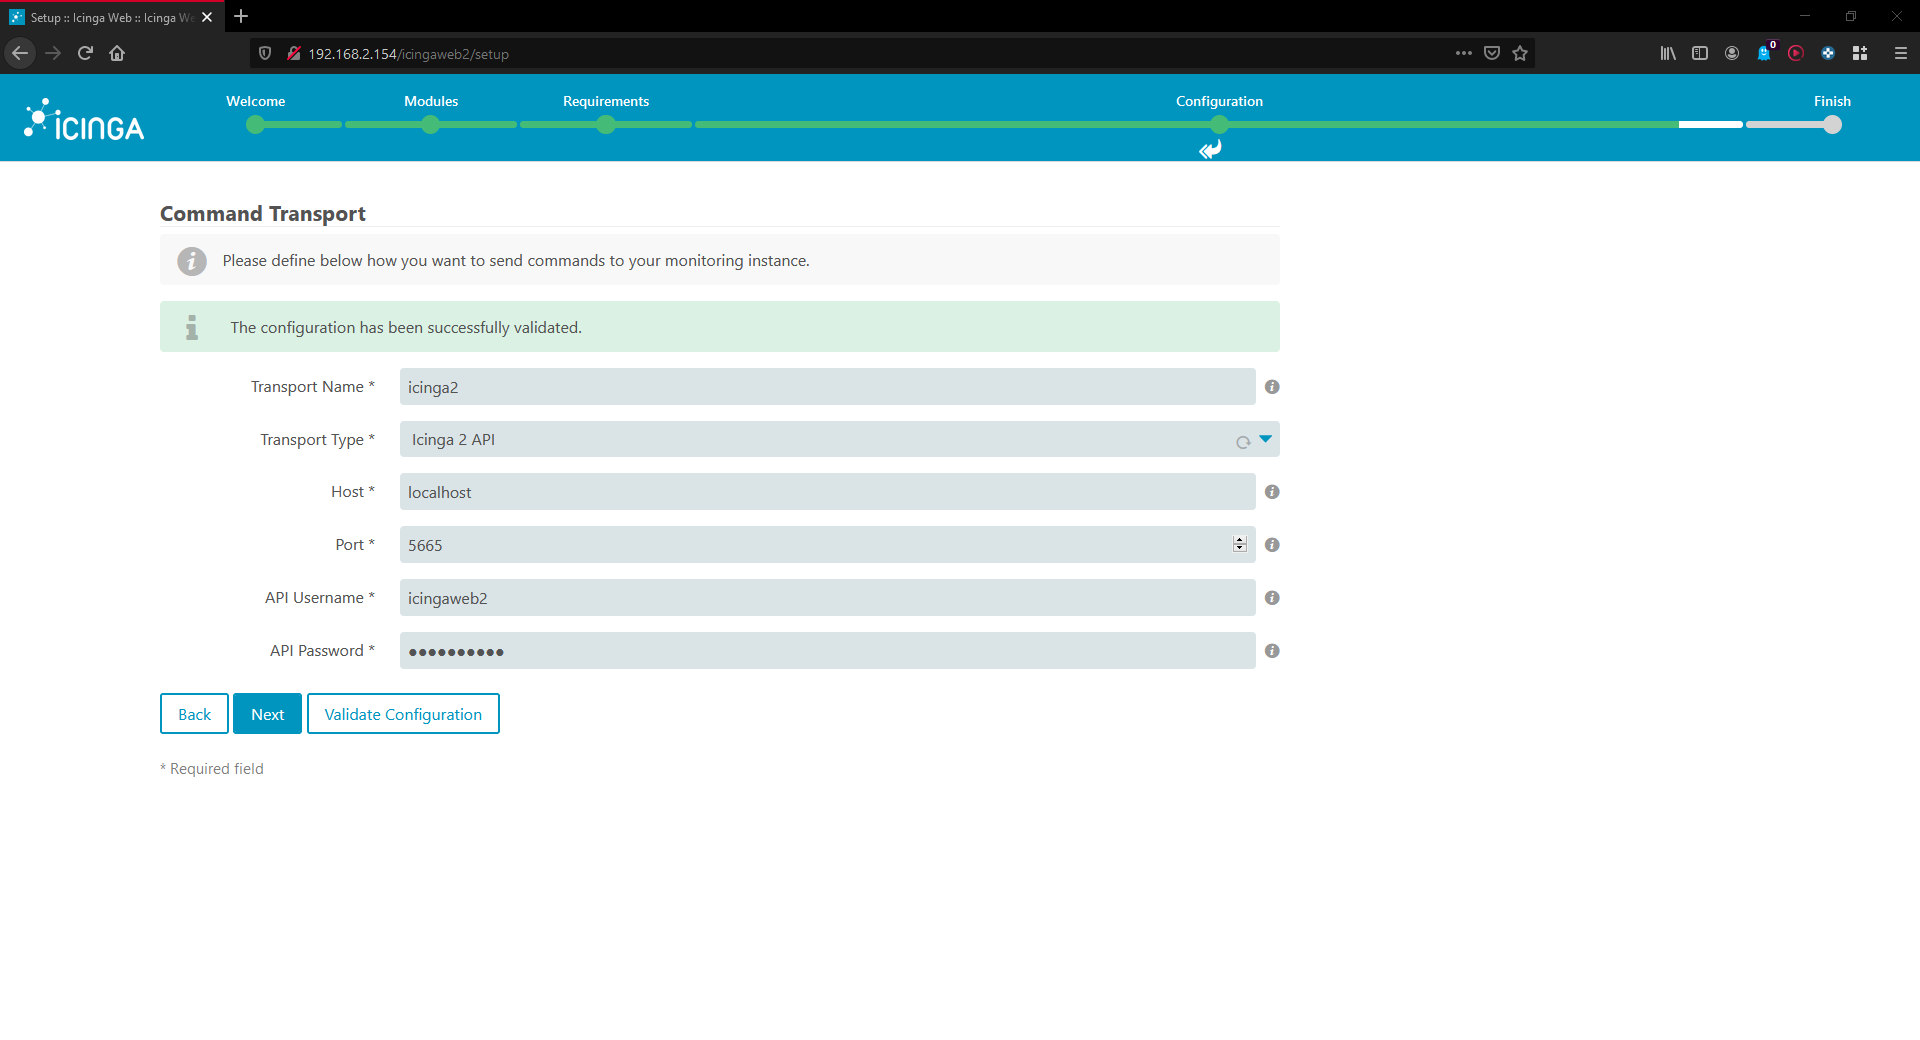 Setup :: Icinga Web :: Icinga We
192.168.2.154/icingaweb2/setup
0
ICINGA
Welcome
Modules
Requirements
Configuration
Finish
Command Transport
Please define below how you want to send commands to your monitoring instance.
The configuration has been successfully validated.
Transport Name *
icinga2
Transport Type *
Icinga 2 API
Host *
localhost
Port *
5665
API Username *
icingaweb2
API Password *
●●●●●●●●●●
Back Next Validate Configuration
* Required field